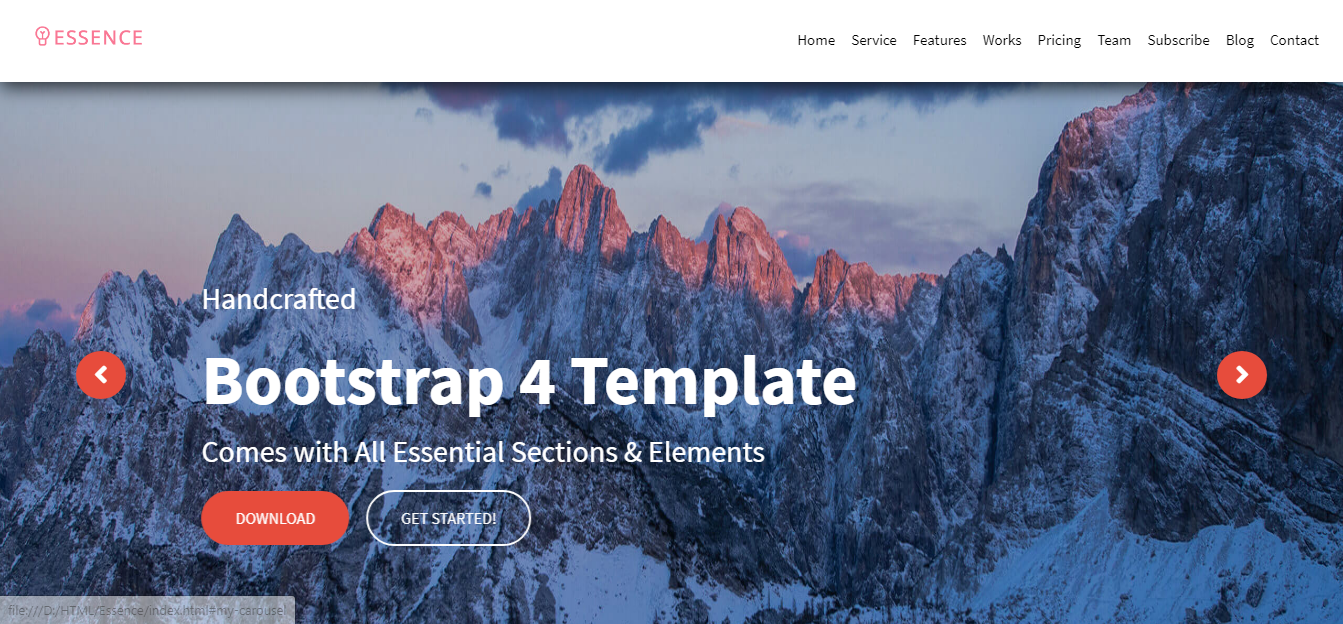 ESSENCE
Home Service Features Works Pricing Team Subscribe Blog Contact
Handcrafted
Bootstrap 4 Template
Comes with All Essential Sections & Elements
DOWNLOAD GET STARTED!
file:///D:/HTML/Essence/index.html#my-carousel